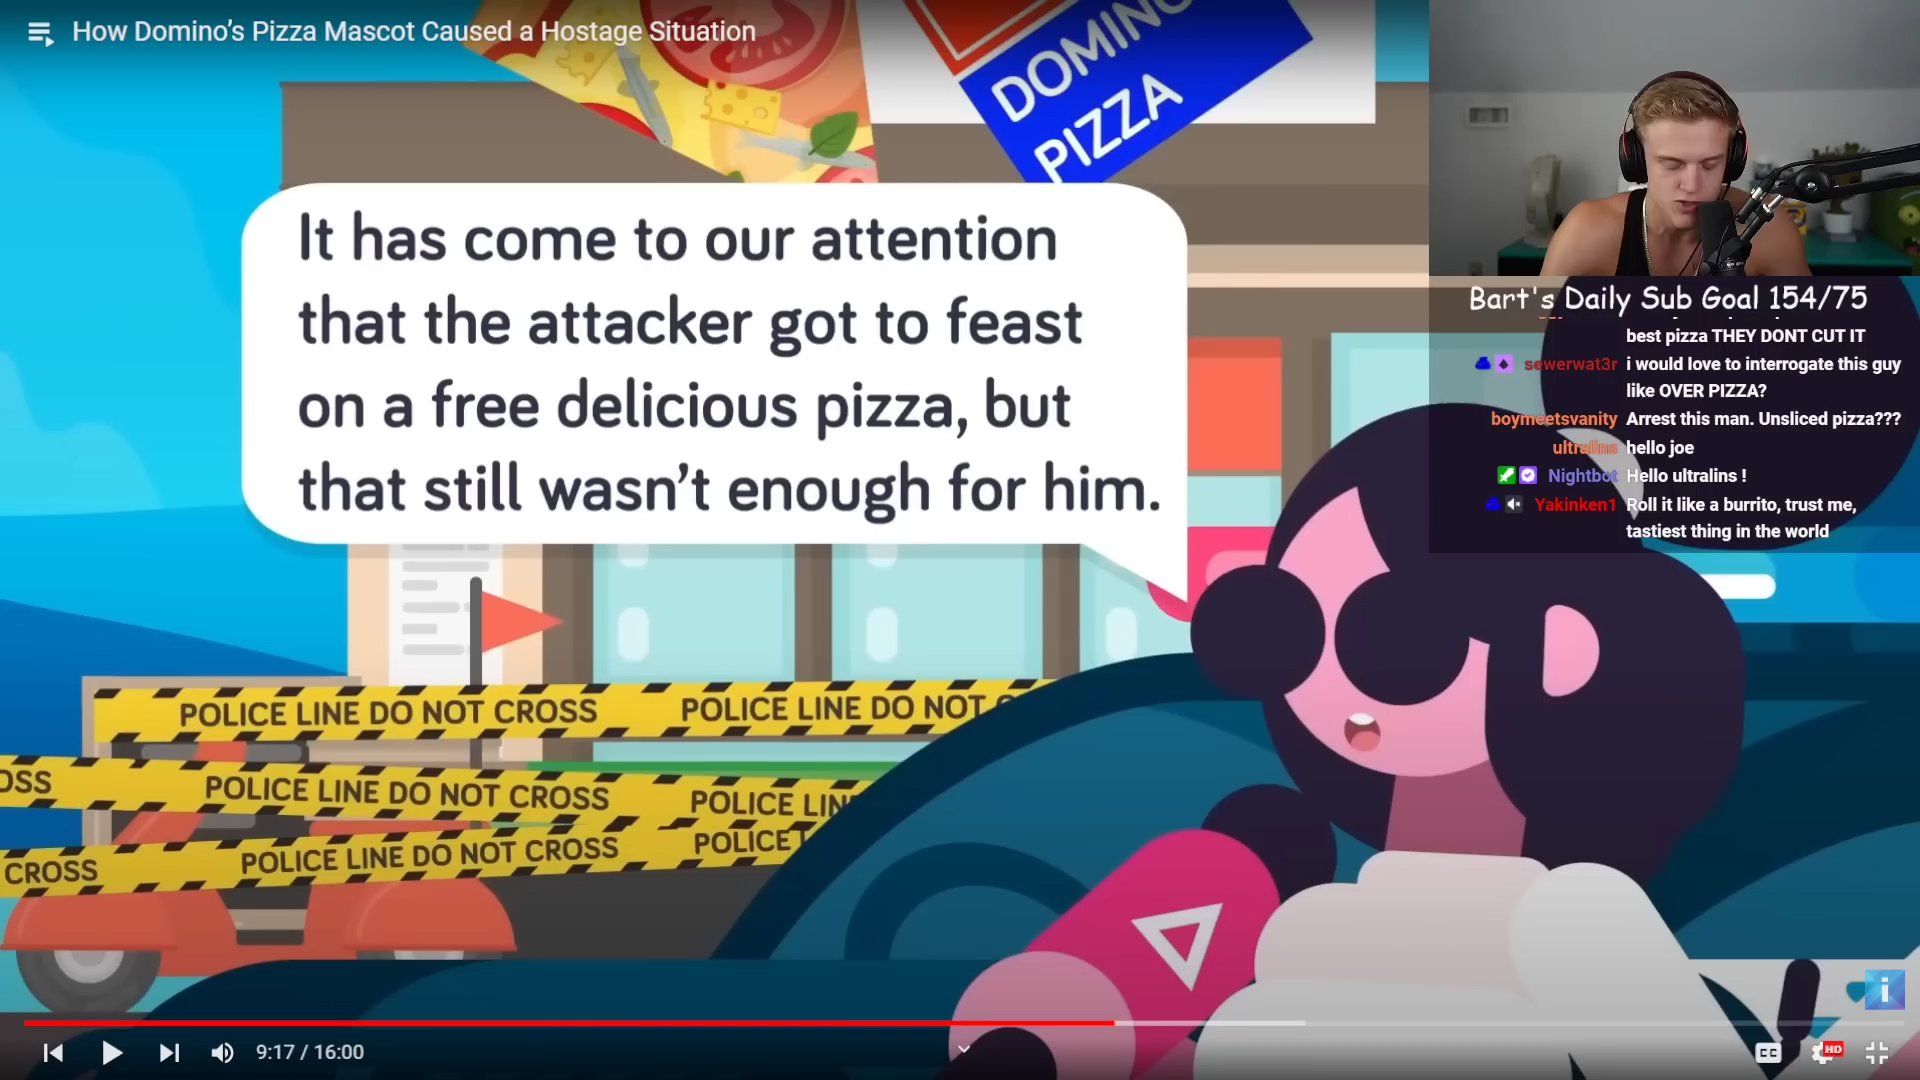 How Domino's Pizza Mascot Caused a Hostage Situation
DOMINO
PIZZA
It has come to our attention
that the attacker got to feast
on a free delicious pizza, but
that still wasn't enough for him.
Bart's Daily Sub Goal 154/75
best pizza THEY DONT CUT IT
sewerwat3r i would love to interrogate this guy
like OVER PIZZA?
boymeetsvanity Arrest this man. Unsliced pizza???
ultralins hello joe
Nightbot Hello ultralins !
Yakinken1 Roll it like a burrito, trust me,
tastiest thing in the world
POLICE LINE DO NOT CROSS POLICE LINE DO NOT C
OSS POLICE LINE DO NOT CROSS POLICE LIN
CROSS POLICE LINE DO NOT CROSS POLICE L
9:17 / 16:00
CC
HD
i